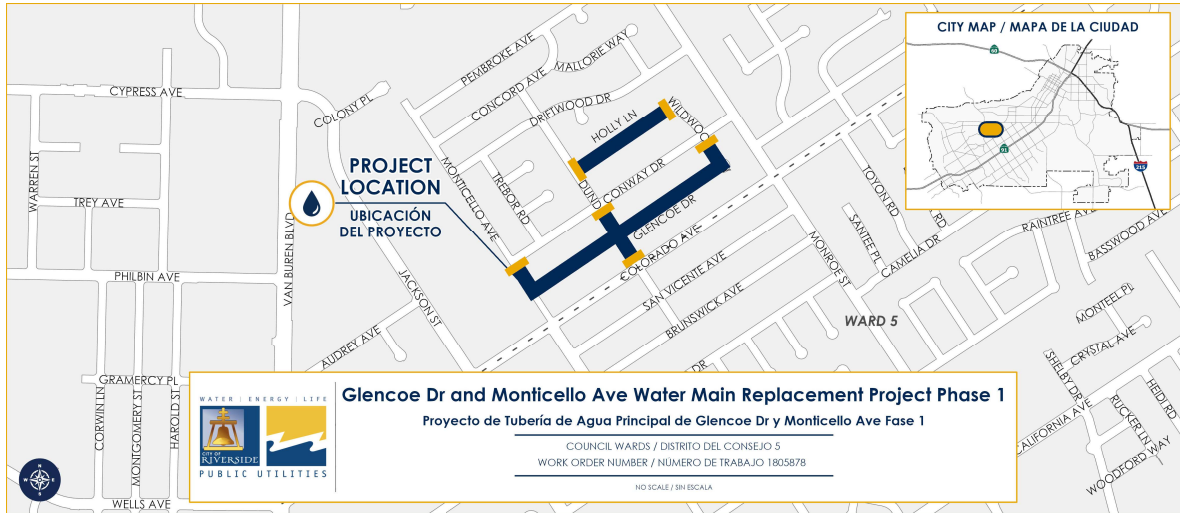 CITY MAP / MAPA DE LA CIUDAD
60
91
215
PEMBROKE AVE
MALLORIE WAY
CONCORD AVE
DRIFTWOOD DR
COLONY PL
CYPRESS AVE
WARREN ST
TREY AVE
PHILBIN AVE
VAN BUREN BLVD
JACKSON ST
MONTICELLO AVE
TREBOR RD
HOLLY LN
WILDWOO
DUND
CONWAY DR
GLENCOE DR
COLORADO AVE
SAN VICENTE AVE
BRUNSWICK AVE
MONROE ST
TOYON RD
SANTEE PL
CAMELIA DR
RAINTREE AVE
BASSWOOD AVE
MONTEEL PL
CRYSTAL AVE
SHELBY DR
HEIDT RD
RUCKER LN
CALIFORNIA AVE
WOODFORD WAY
AUDREY AVE
DR
GRAMERCY PL
CORWIN LN
MONTGOMERY ST
HAROLD ST
WELLS AVE
PROJECT
LOCATION
UBICACIÓN
DEL PROYECTO
WARD 5
N
W E
S
WATER | ENERGY | LIFE
CITY OF
RIVERSIDE
PUBLIC UTILITIES
Glencoe Dr and Monticello Ave Water Main Replacement Project Phase 1
Proyecto de Tubería de Agua Principal de Glencoe Dr y Monticello Ave Fase 1
COUNCIL WARDS / DISTRITO DEL CONSEJO 5
WORK ORDER NUMBER / NÚMERO DE TRABAJO 1805878
NO SCALE / SIN ESCALA